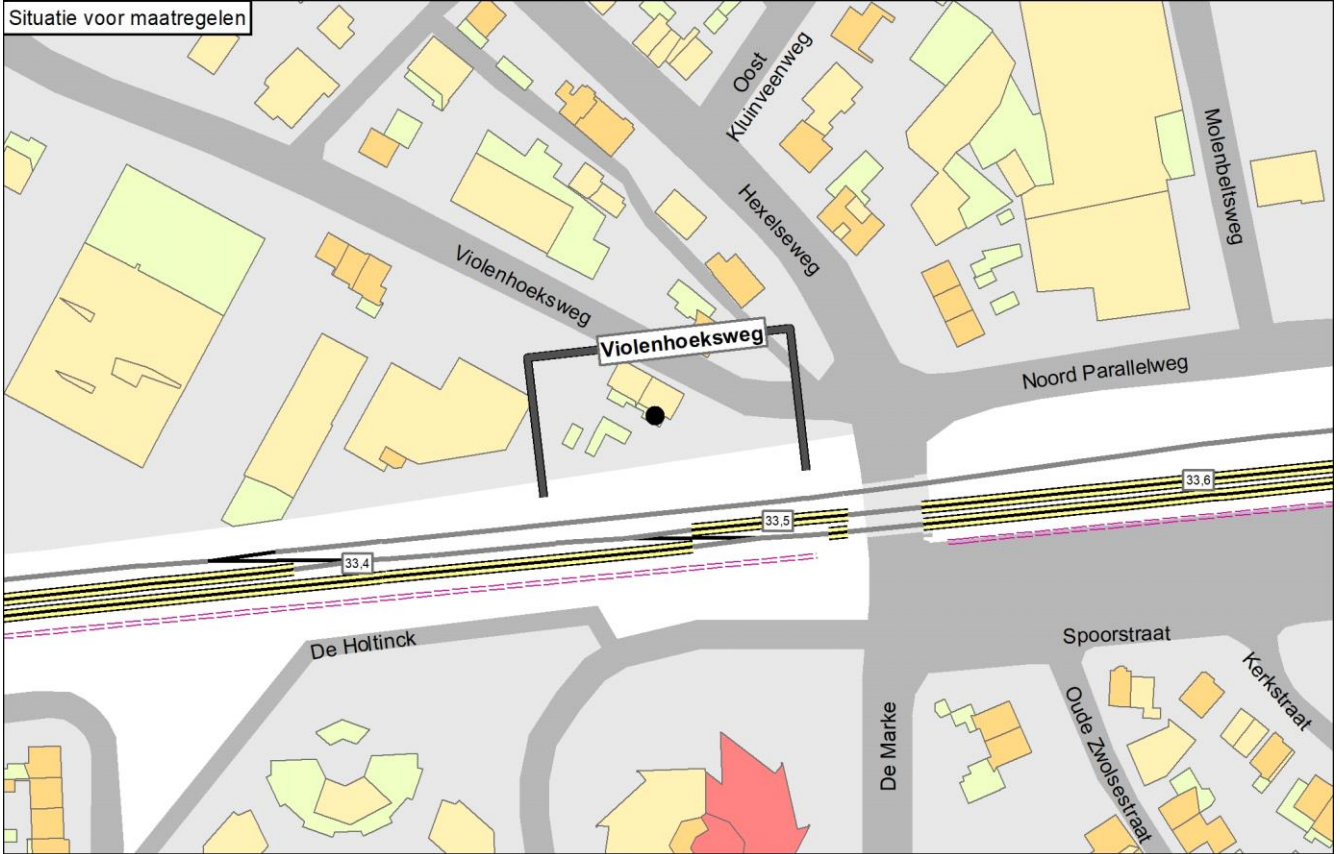 Situatie voor maatregelen
Oost
Kluinveenweg
Molenbeltsweg
Hexelseweg
Violenhoeksweg
Violenhoeksweg
Noord Parallelweg
33,6
33,5
33,4
De Holtinck
Spoorstraat
Kerkstraat
De Marke
Oude Zwolsestraat